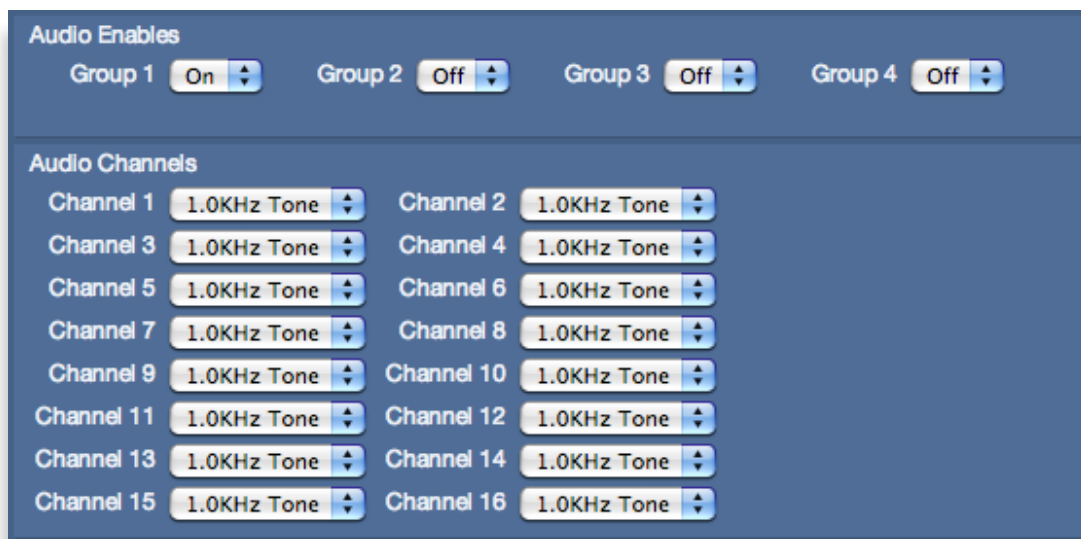 Audio Enables
Group 1 On Group 2 Off Group 3 Off Group 4 Off
Audio Channels
Channel 1 1.0KHz Tone Channel 2 1.0KHz Tone
Channel 3 1.0KHz Tone Channel 4 1.0KHz Tone
Channel 5 1.0KHz Tone Channel 6 1.0KHz Tone
Channel 7 1.0KHz Tone Channel 8 1.0KHz Tone
Channel 9 1.0KHz Tone Channel 10 1.0KHz Tone
Channel 11 1.0KHz Tone Channel 12 1.0KHz Tone
Channel 13 1.0KHz Tone Channel 14 1.0KHz Tone
Channel 15 1.0KHz Tone Channel 16 1.0KHz Tone